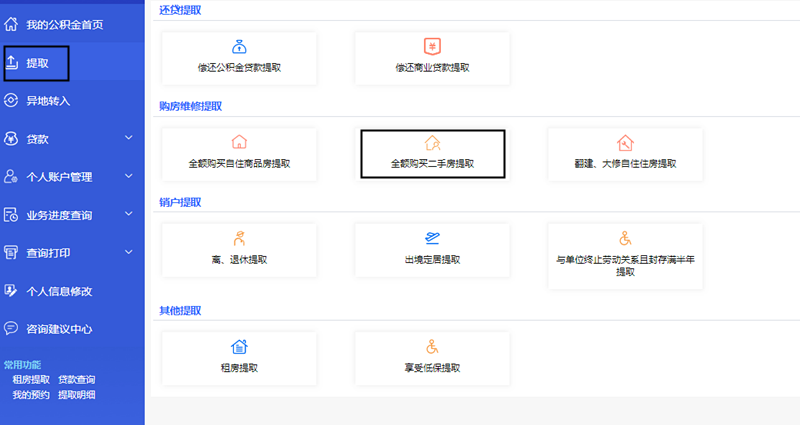 我的公积金首页
提取
异地转入
贷款
个人账户管理
业务进度查询
查询打印
个人信息修改
咨询建议中心
常用功能
租房提取 贷款查询
我的预约 提取明细
还贷提取
偿还公积金贷款提取
偿还商业贷款提取
购房维修提取
全额购买自住商品房提取
全额购买二手房提取
翻建、大修自住住房提取
销户提取
离、退休提取
出境定居提取
与单位终止劳动关系且封存满半年
提取
其他提取
租房提取
享受低保提取